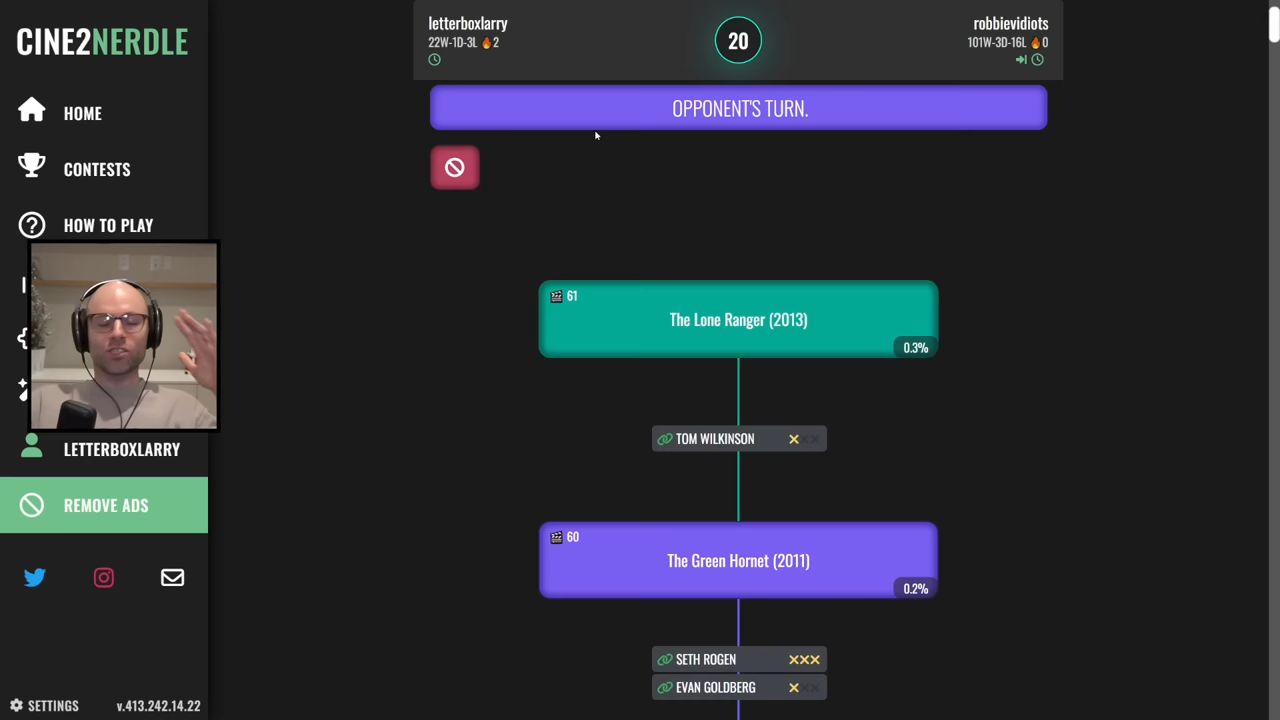 CINE2NERDLE
HOME
CONTESTS
HOW TO PLAY
LETTERBOXLARRY
REMOVE ADS
SETTINGS
v.413.242.14.22
letterboxlarry
22W-1D-3L 🔥2
20
robbievidiots
101W-3D-16L 🔥0
OPPONENT'S TURN.
61
The Lone Ranger (2013)
0.3%
TOM WILKINSON
60
The Green Hornet (2011)
0.2%
SETH ROGEN
EVAN GOLDBERG